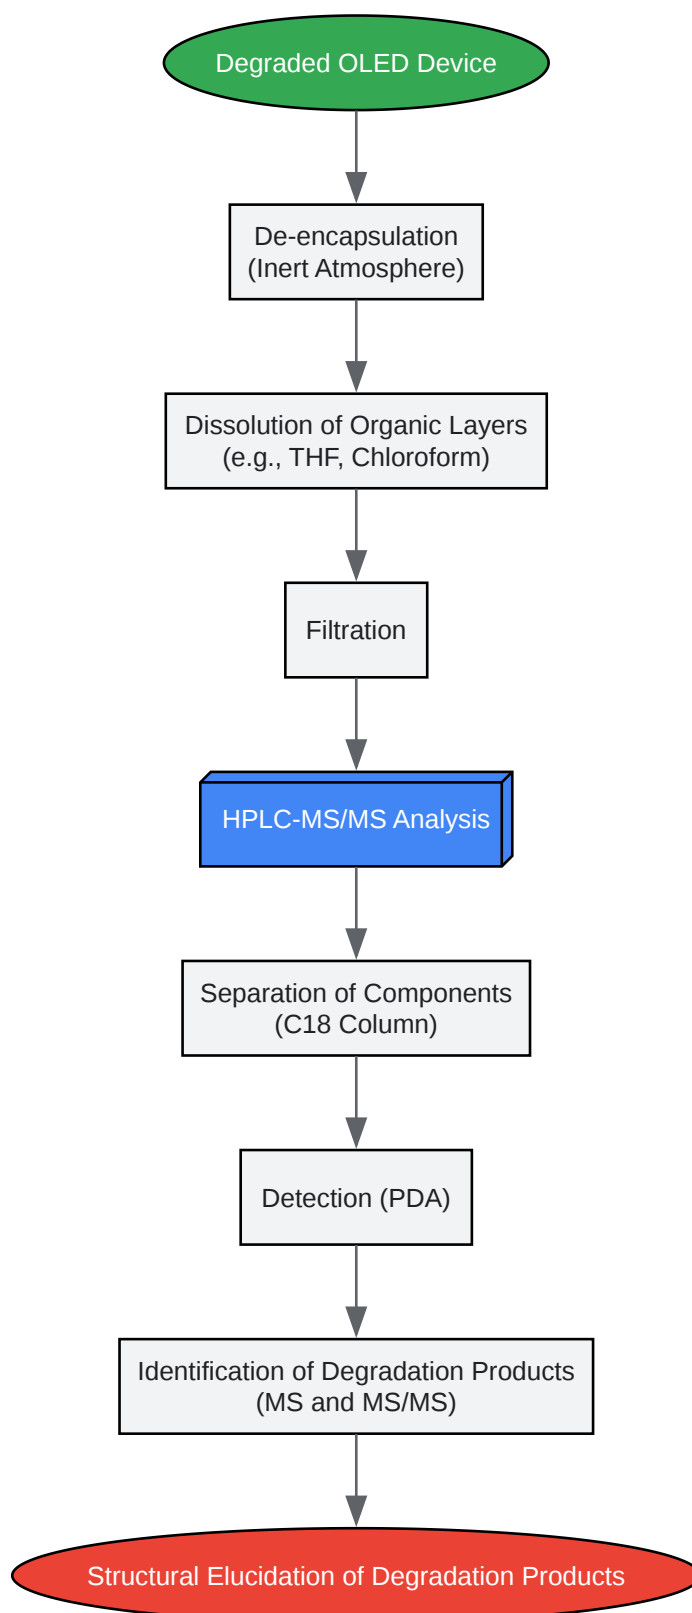 Degraded OLED Device
De-encapsulation
(Inert Atmosphere)
Dissolution of Organic Layers
(e.g., THF, Chloroform)
Filtration
HPLC-MS/MS Analysis
Separation of Components
(C18 Column)
Detection (PDA)
Identification of Degradation Products
(MS and MS/MS)
Structural Elucidation of Degradation Products